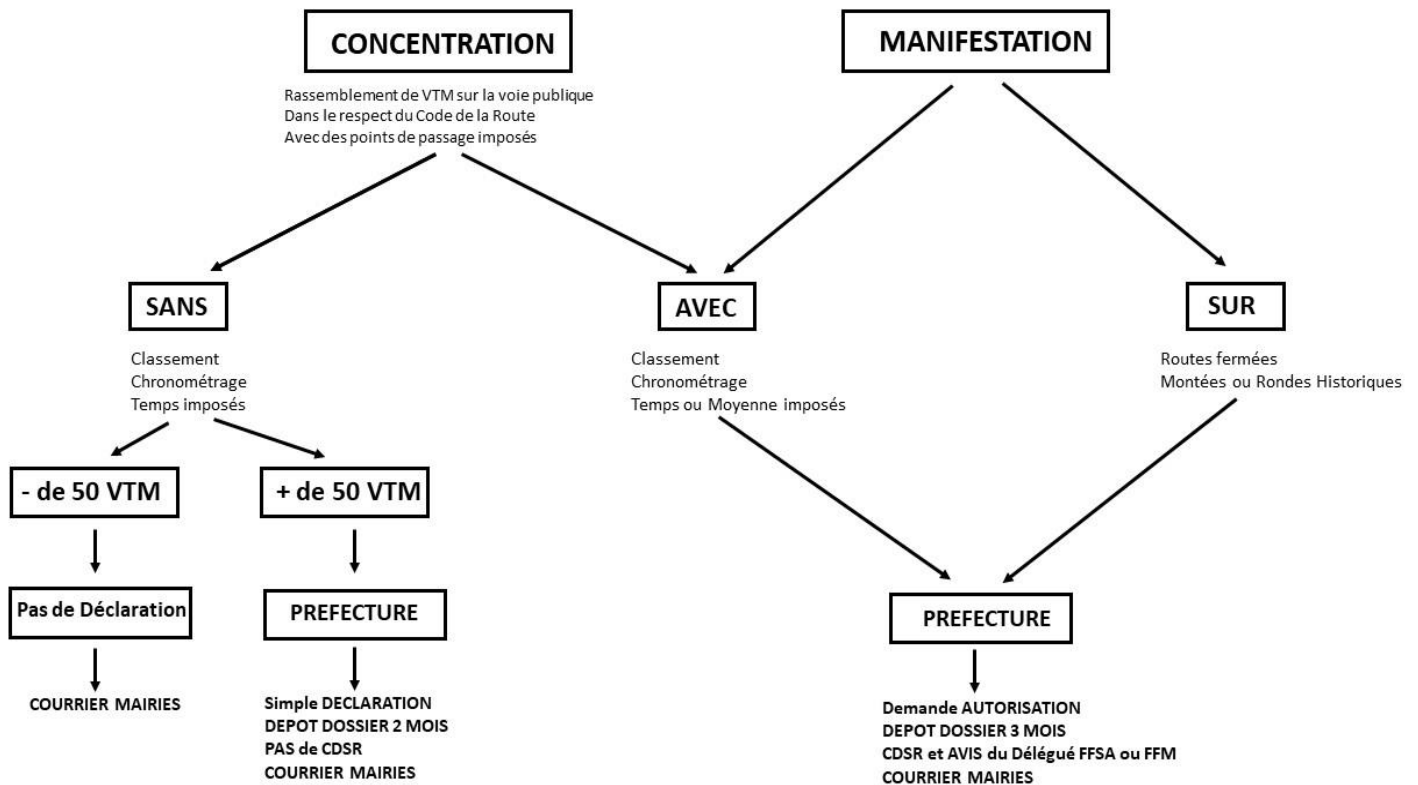 CONCENTRATION
MANIFESTATION
Rassemblement de VTM sur la voie publique
Dans le respect du Code de la Route
Avec des points de passage imposés
SANS
AVEC
SUR
Classement
Chronométrage
Temps imposés
Classement
Chronométrage
Temps ou Moyenne imposés
Routes fermées
Montées ou Rondes Historiques
- de 50 VTM
+ de 50 VTM
Pas de Déclaration
PREFECTURE
PREFECTURE
COURRIER MAIRIES
Simple DECLARATION
DEPOT DOSSIER 2 MOIS
PAS de CDSR
COURRIER MAIRIES
Demande AUTORISATION
DEPOT DOSSIER 3 MOIS
CDSR et AVIS du Délégué FFSA ou FFM
COURRIER MAIRIES